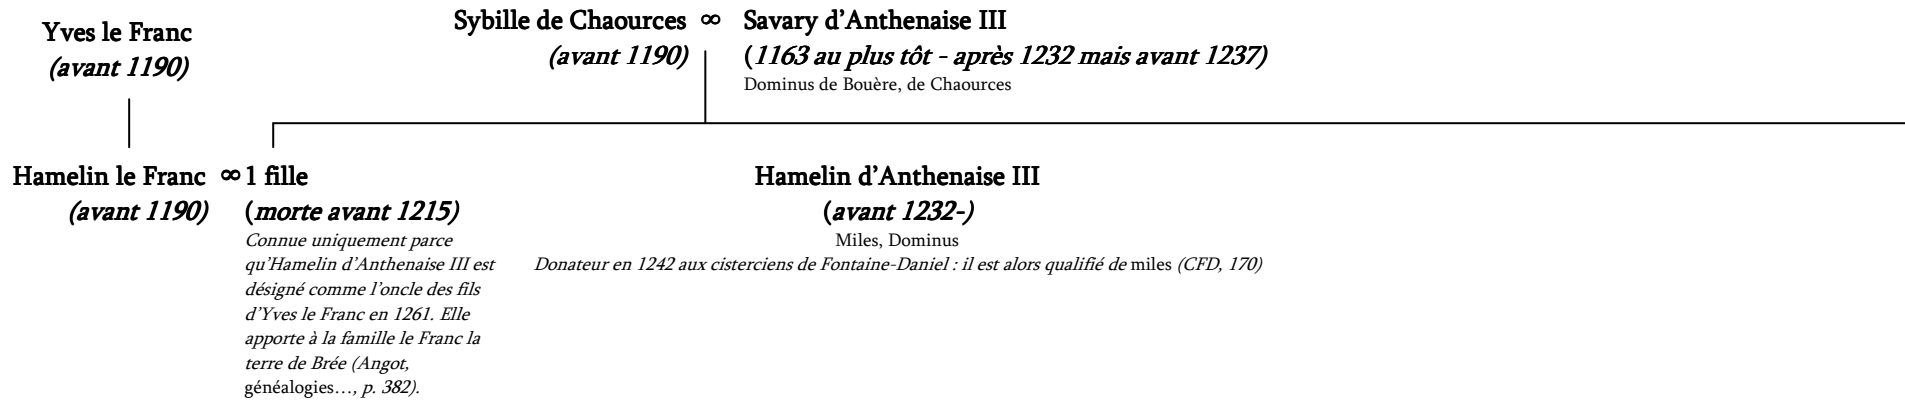 Yves le Franc
(avant 1190)
Sybille de Chaources ∞ Savary d’Anthenaise III
(avant 1190) (1163 au plus tôt - après 1232 mais avant 1237)
Dominus de Bouère, de Chaources
Hamelin le Franc ∞ 1 fille
(avant 1190) (morte avant 1215)
Connue uniquement parce
qu’Hamelin d’Anthenaise III est
désigné comme l’oncle des fils
d’Yves le Franc en 1261. Elle
apporte à la famille le Franc la
terre de Brée (Angot,
généalogies…, p. 382).
Hamelin d’Anthenaise III
(avant 1232-)
Miles, Dominus
Donateur en 1242 aux cisterciens de Fontaine-Daniel : il est alors qualifié de miles (CFD, 170)